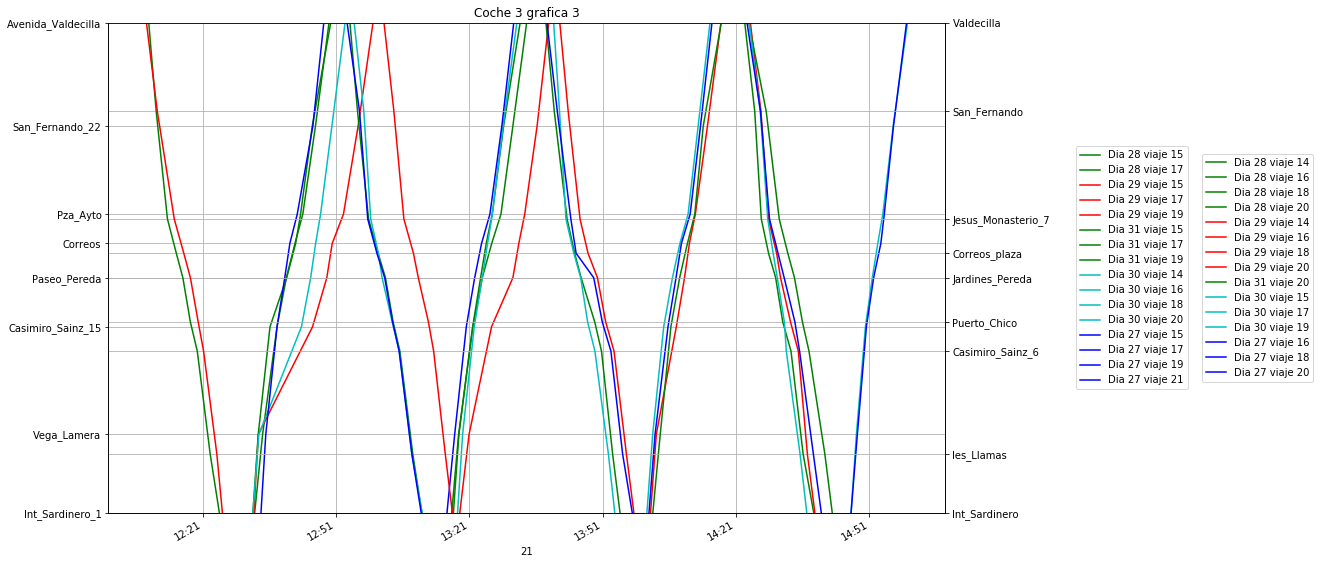 Coche 3 grafica 3
Avenida_Valdecilla
San_Fernando_22
Pza_Ayto
Correos
Paseo_Pereda
Casimiro_Sainz_15
Vega_Lamera
Int_Sardinero_1
Valdecilla
San_Fernando
Jesus_Monasterio_7
Correos_plaza
Jardines_Pereda
Puerto_Chico
Casimiro_Sainz_6
Ies_Llamas
Int_Sardinero
12:21
12:51
13:21
13:51
14:21
14:51
21
Dia 28 viaje 15
Dia 28 viaje 17
Dia 29 viaje 15
Dia 29 viaje 17
Dia 29 viaje 19
Dia 31 viaje 15
Dia 31 viaje 17
Dia 31 viaje 19
Dia 30 viaje 14
Dia 30 viaje 16
Dia 30 viaje 18
Dia 30 viaje 20
Dia 27 viaje 15
Dia 27 viaje 17
Dia 27 viaje 19
Dia 27 viaje 21
Dia 28 viaje 14
Dia 28 viaje 16
Dia 28 viaje 18
Dia 28 viaje 20
Dia 29 viaje 14
Dia 29 viaje 16
Dia 29 viaje 18
Dia 29 viaje 20
Dia 31 viaje 20
Dia 30 viaje 15
Dia 30 viaje 17
Dia 30 viaje 19
Dia 27 viaje 16
Dia 27 viaje 18
Dia 27 viaje 20